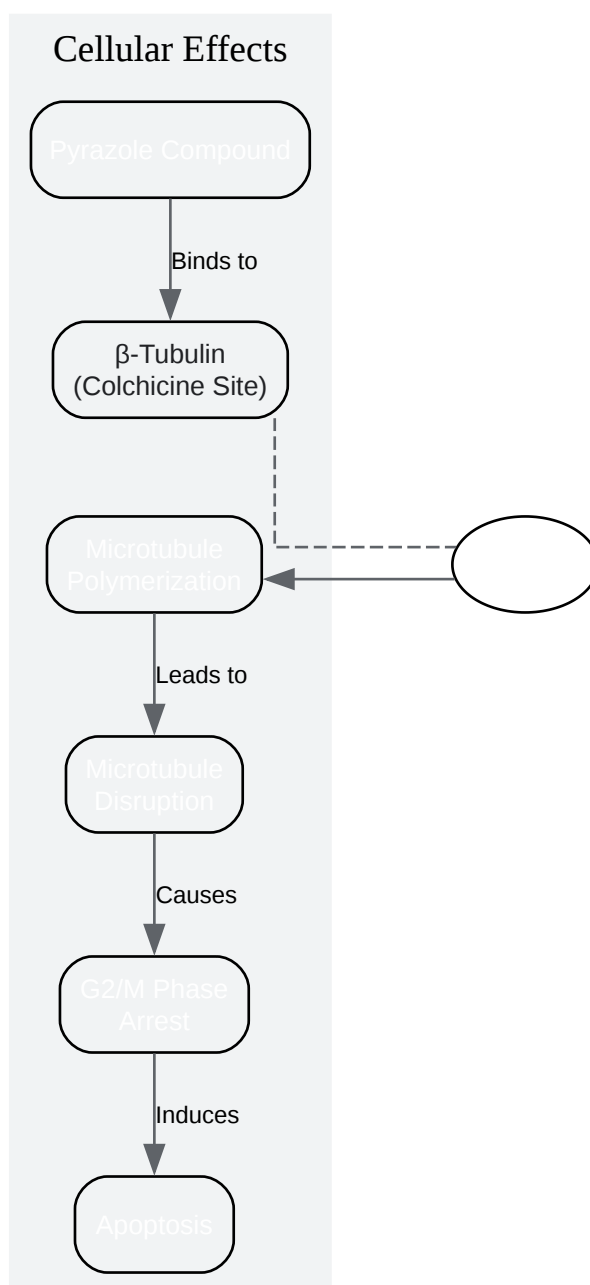 Cellular Effects
Pyrazole Compound
Binds to
β-Tubulin
(Colchicine Site)
Microtubule
Polymerization
Leads to
Microtubule
Disruption
Causes
G2/M Phase
Arrest
Induces
Apoptosis